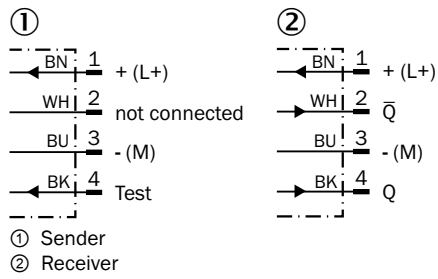 ① ②
BN 1 + (L+) BN 1 + (L+)
WH 2 not connected WH 2 Q̅
BU 3 - (M) BU 3 - (M)
BK 4 Test BK 4 Q
① Sender
② Receiver